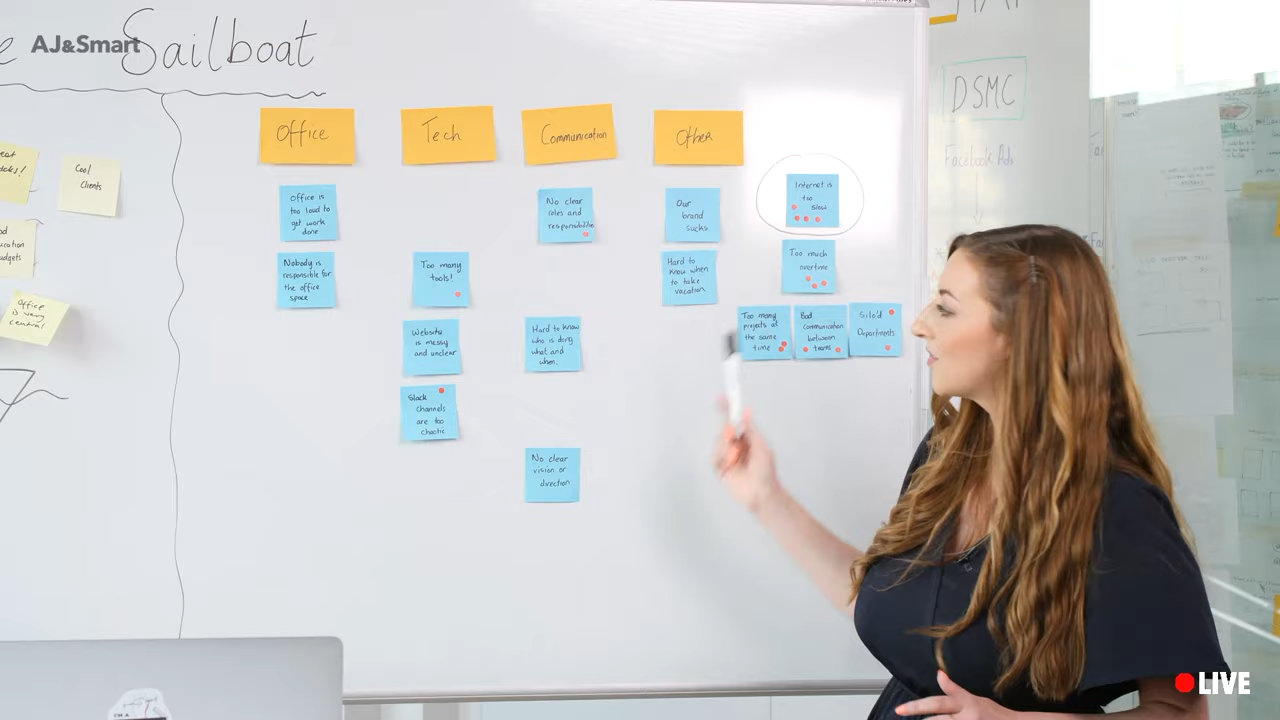 AJ&Smart
Sailboat
Office
Tech
Communication
Other
Cool
Clients
Office
is very
central
Office is
too loud to
get work
done
Nobody is
responsible for
the office
space
Too many
tools!
Website
is messy
and unclear
Slack
channels
are too
chaotic
No clear
roles and
Hard to know
who is doing
what and
when.
No clear
vision or
direction
Our
brand
sucks
Hard to
know when
to take
vacation
Internet is
too
slow
Too much
overtime
Too many
projects at
the same
time
Bad
communication
between
teams
Silo'd
Departments
DSMC
Facebook Ads
I'M A
LIVE